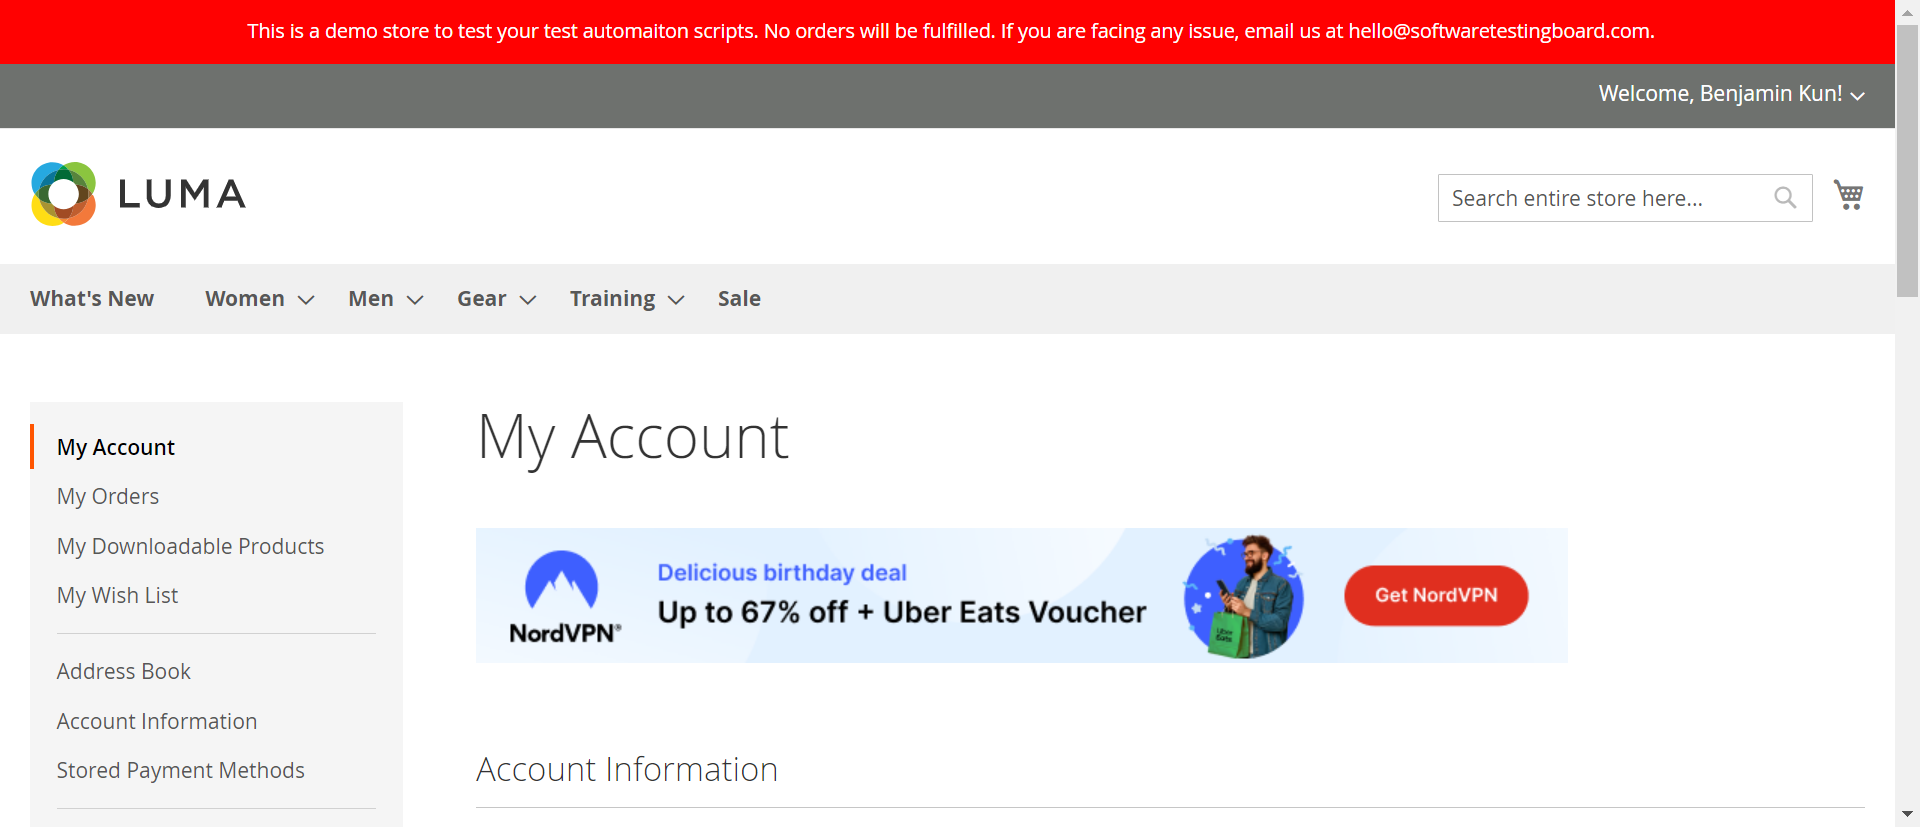 This is a demo store to test your test automaiton scripts. No orders will be fulfilled. If you are facing any issue, email us at hello@softwaretestingboard.com.
Welcome, Benjamin Kun!
LUMA
Search entire store here...
What's New Women Men Gear Training Sale
My Account
My Orders
My Downloadable Products
My Wish List
Address Book
Account Information
Stored Payment Methods
My Account
NordVPN®
Delicious birthday deal
Up to 67% off + Uber Eats Voucher
Uber
Eats
Get NordVPN
Account Information